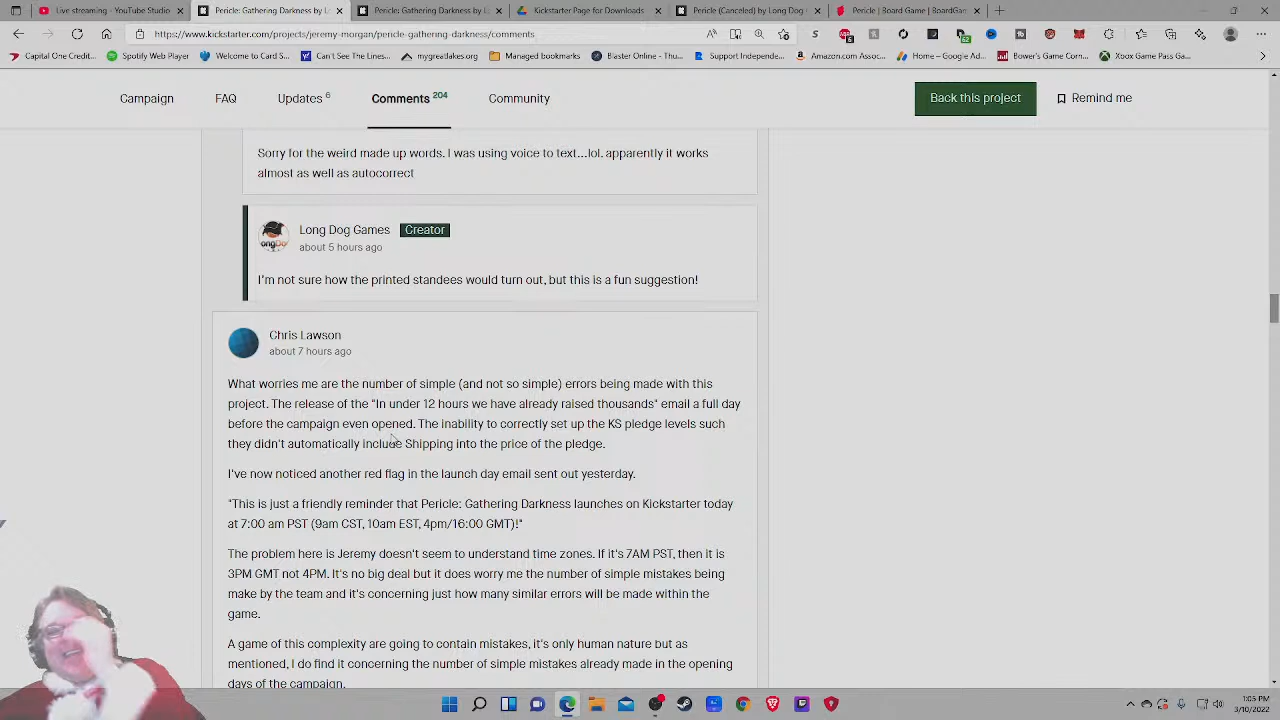 Live streaming - YouTube Studio
Pericle: Gathering Darkness by L
Pericle: Gathering Darkness by L
Kickstarter Page for Downloads
Pericle (Canceled) by Long Dog
Pericle | Board Game | BoardGam
https://www.kickstarter.com/projects/jeremy-morgan/pericle-gathering-darkness/comments
Capital One Credit...
Spotify Web Player
Welcome to Card S...
Can't See The Lines...
mygreatlakes.org
Managed bookmarks
Blaster Online - Thu...
Support Independe...
Home – Google Ad...
Bower's Game Corn...
Xbox Game Pass Ga...
Campaign
FAQ
Updates 6
Comments 204
Community
Back this project
Remind me
Sorry for the weird made up words. I was using voice to text...lol. apparently it works
almost as well as autocorrect
Long Dog Games Creator
about 5 hours ago
I'm not sure how the printed standees would turn out, but this is a fun suggestion!
Chris Lawson
about 7 hours ago
What worries me are the number of simple (and not so simple) errors being made with this
project. The release of the "In under 12 hours we have already raised thousands" email a full day
before the campaign even opened. The inability to correctly set up the KS pledge levels such
they didn't automatically include Shipping into the price of the pledge.
I've now noticed another red flag in the launch day email sent out yesterday.
"This is just a friendly reminder that Pericle: Gathering Darkness launches on Kickstarter today
at 7:00 am PST (9am CST, 10am EST, 4pm/16:00 GMT)!"
The problem here is Jeremy doesn't seem to understand time zones. If it's 7AM PST, then it is
3PM GMT not 4PM. It's no big deal but it does worry me the number of simple mistakes being
make by the team and it's concerning just how many similar errors will be made within the
game.
A game of this complexity are going to contain mistakes, it's only human nature but as
mentioned, I do find it concerning the number of simple mistakes already made in the opening
days of the campaign.
1:05 PM
3/10/2022